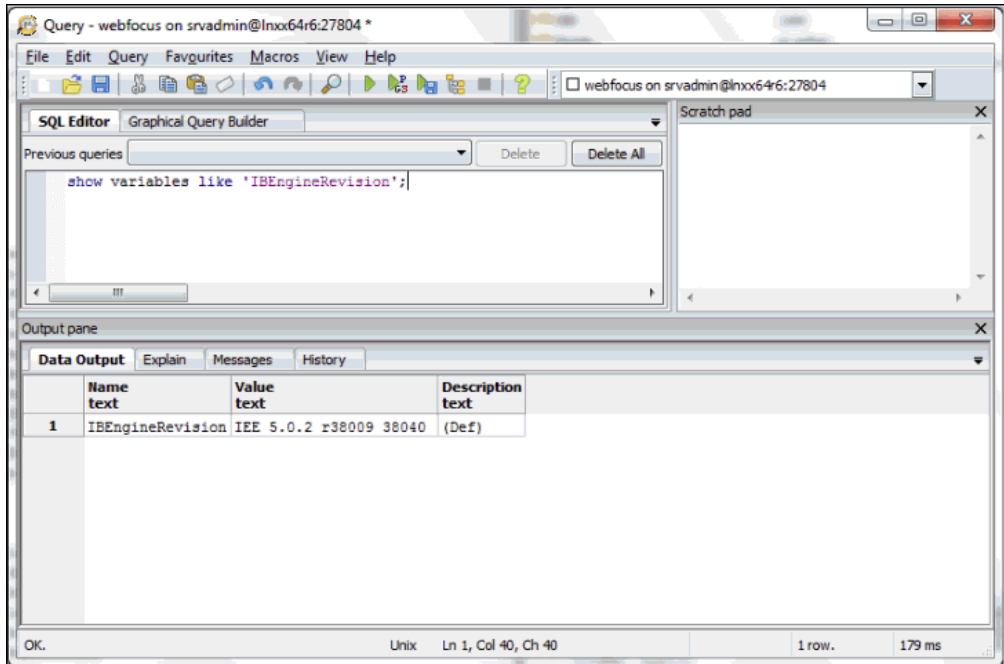 Query - webfocus on srvadmin@lnxx64r6:27804 *
File Edit Query Favourites Macros View Help
webfocus on srvadmin@lnxx64r6:27804
SQL Editor Graphical Query Builder
Scratch pad
Previous queries Delete Delete All
show variables like 'IBEngineRevision';
Output pane
Data Output Explain Messages History
Name Value Description
text text text
1 IBEngineRevision IEE 5.0.2 r38009 38040 (Def)
OK. Unix Ln 1, Col 40, Ch 40 1 row. 179 ms